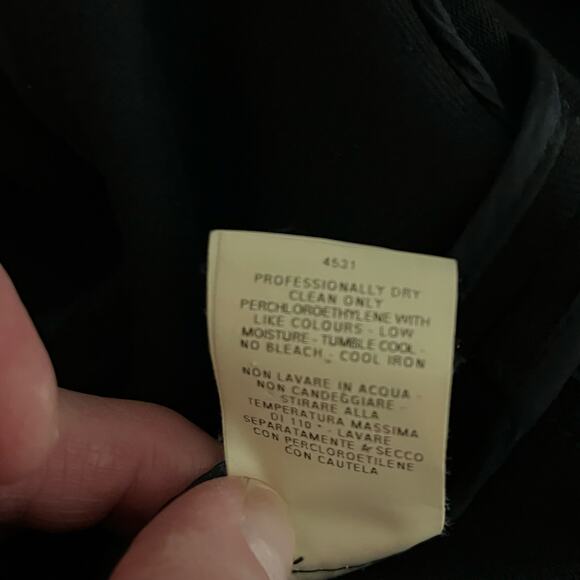 4531
PROFESSIONALLY DRY
CLEAN ONLY
PERCHLOROETHYLENE WITH
LIKE COLOURS - LOW
MOISTURE - TUMBLE COOL -
NO BLEACH - COOL IRON
NON LAVARE IN ACQUA -
NON CANDEGGIARE -
STIRARE ALLA
TEMPERATURA MASSIMA
DI 110° - LAVARE
SEPARATAMENTE & SECCO
CON PERCLOROETILENE
CON CAUTELA